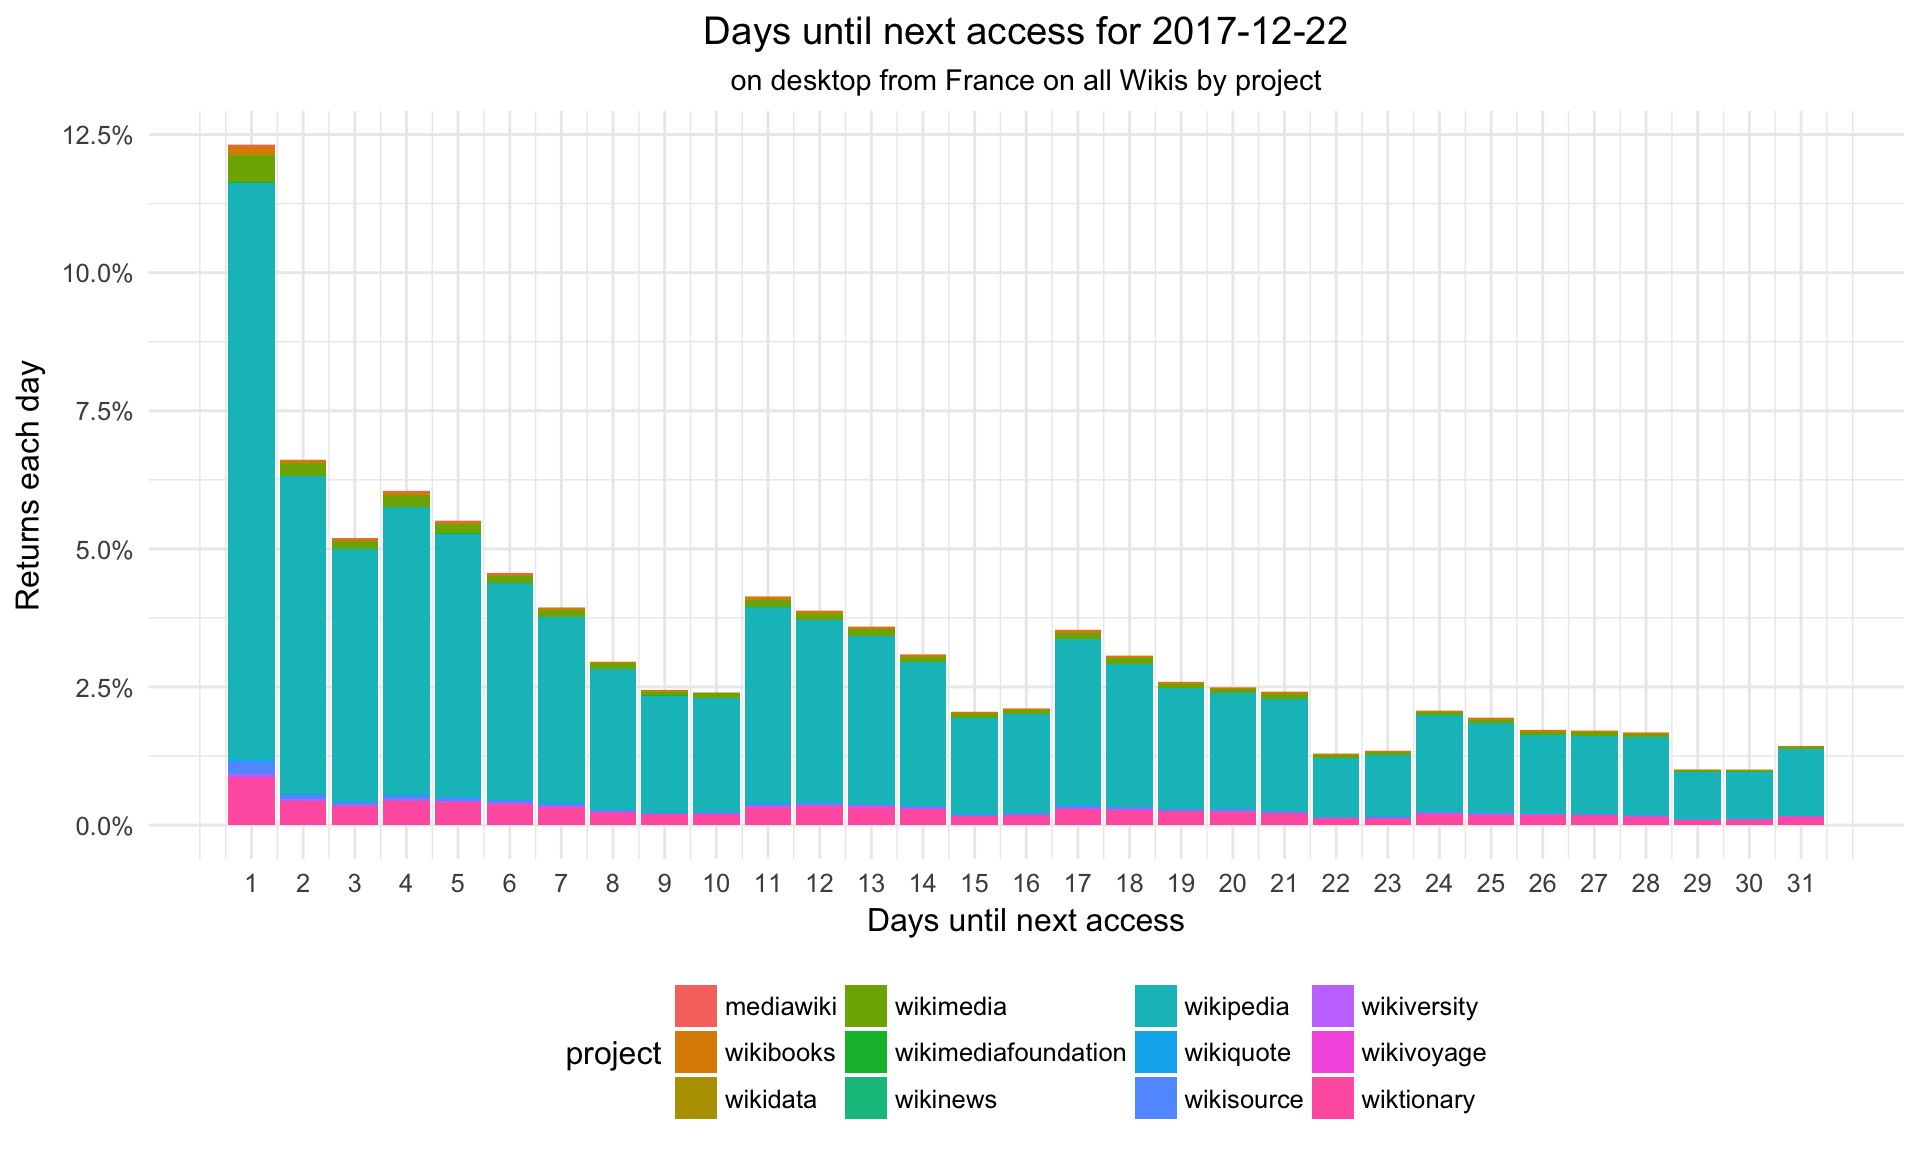 Days until next access for 2017-12-22
on desktop from France on all Wikis by project
Returns each day
12.5%
10.0%
7.5%
5.0%
2.5%
0.0%
1 2 3 4 5 6 7 8 9 10 11 12 13 14 15 16 17 18 19 20 21 22 23 24 25 26 27 28 29 30 31
Days until next access
project
mediawiki wikimedia wikipedia wikiversity
wikibooks wikimediafoundation wikiquote wikivoyage
wikidata wikinews wikisource wiktionary